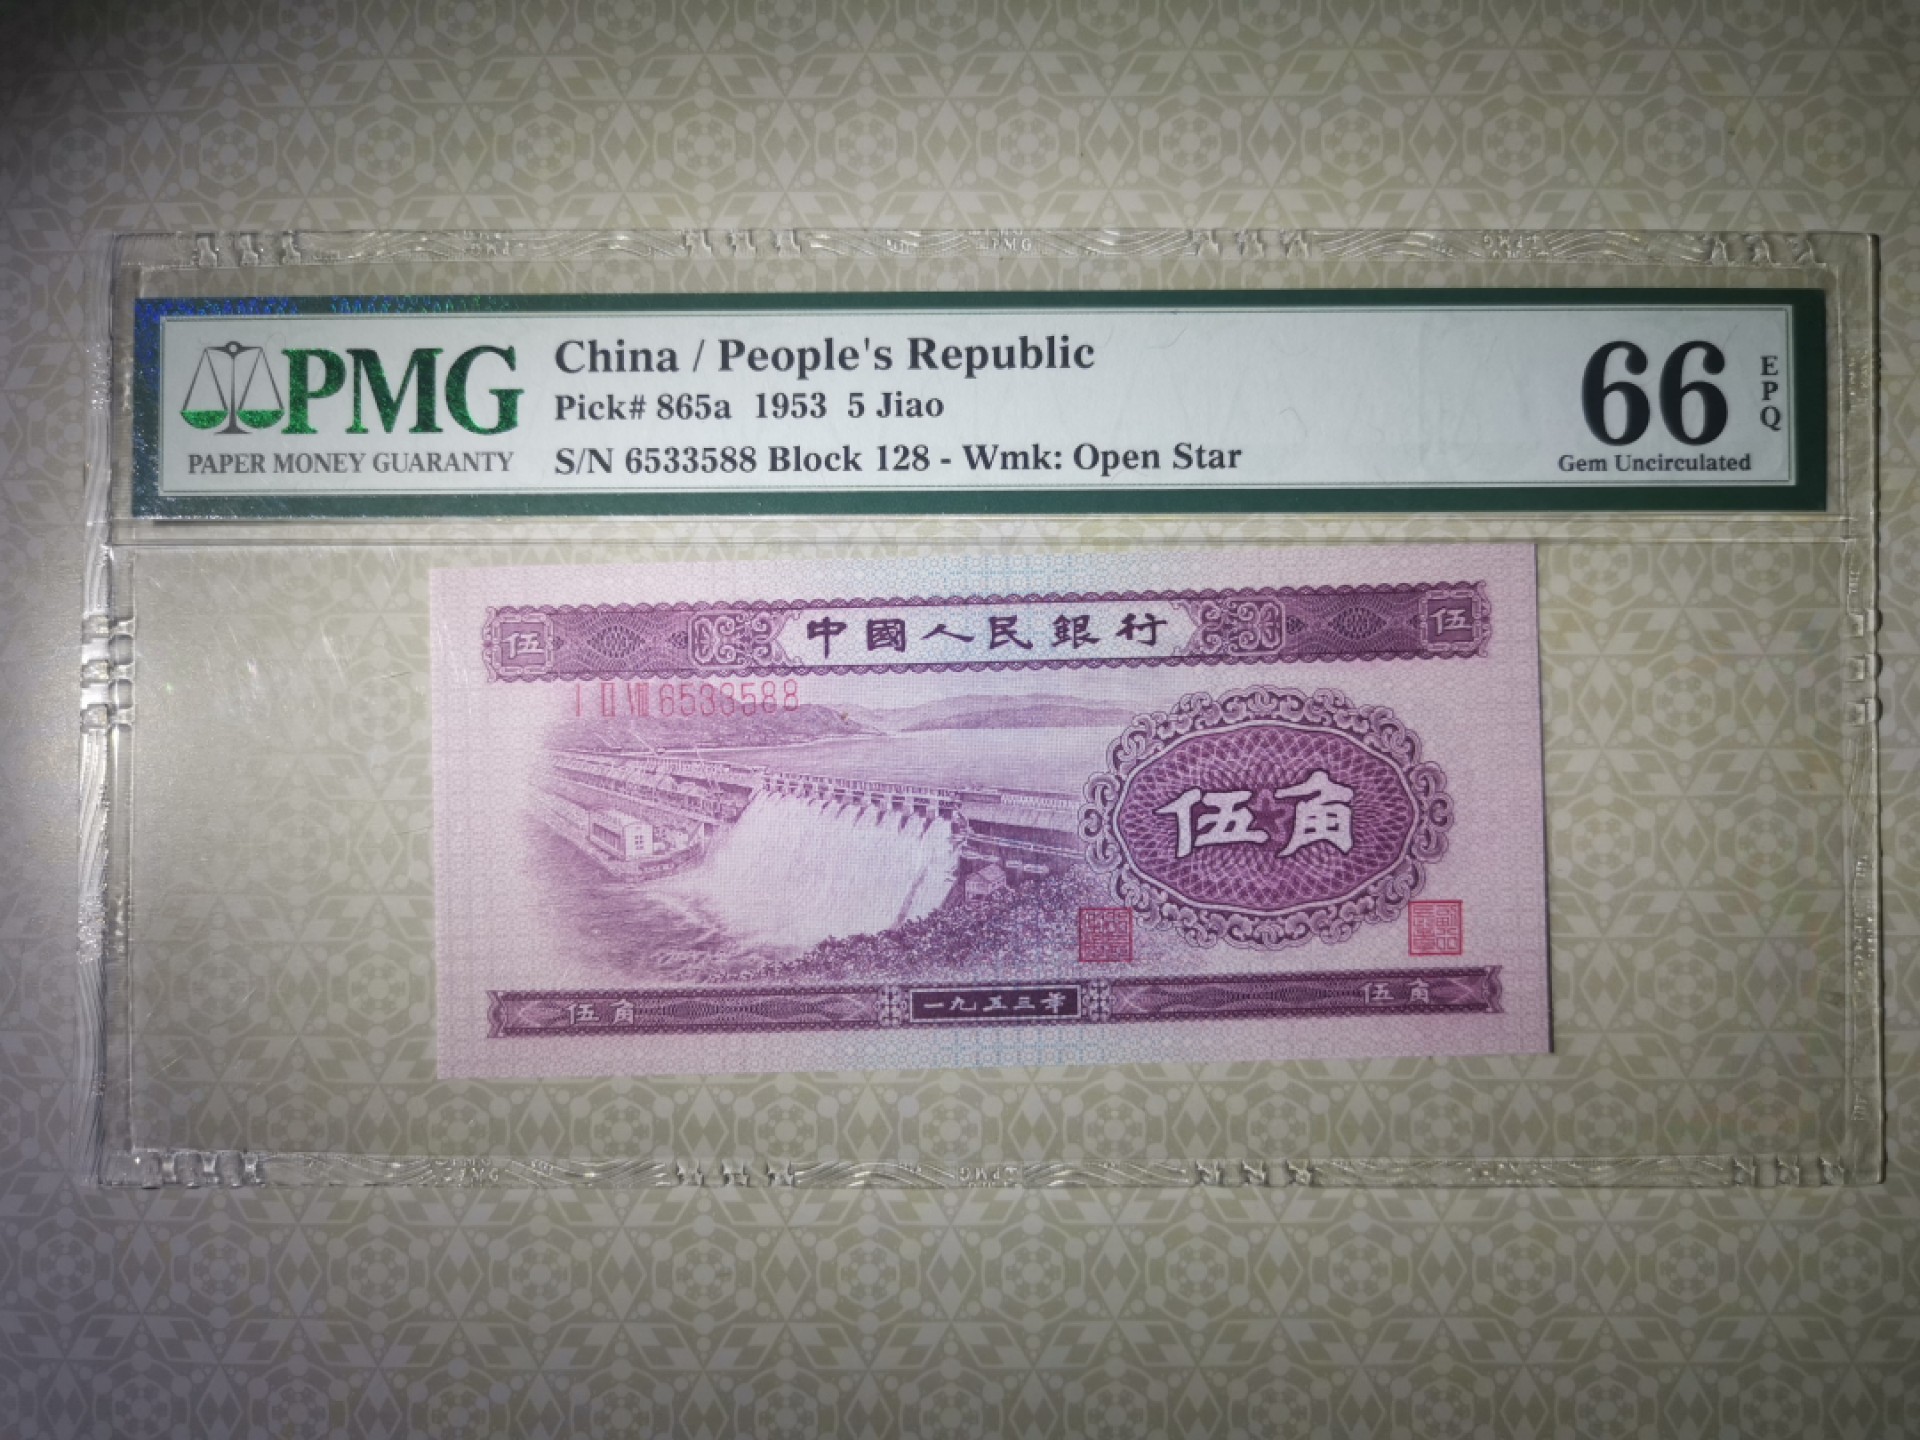 PMG
PAPER MONEY GUARANTY
China / People's Republic
Pick# 865a 1953 5 Jiao
S/N 6533588 Block 128 - Wmk: Open Star
66
EPQ
Gem Uncirculated
伍
中國人民銀行
伍
I II VIII 6533588
伍角
伍角
一九五三年
伍角